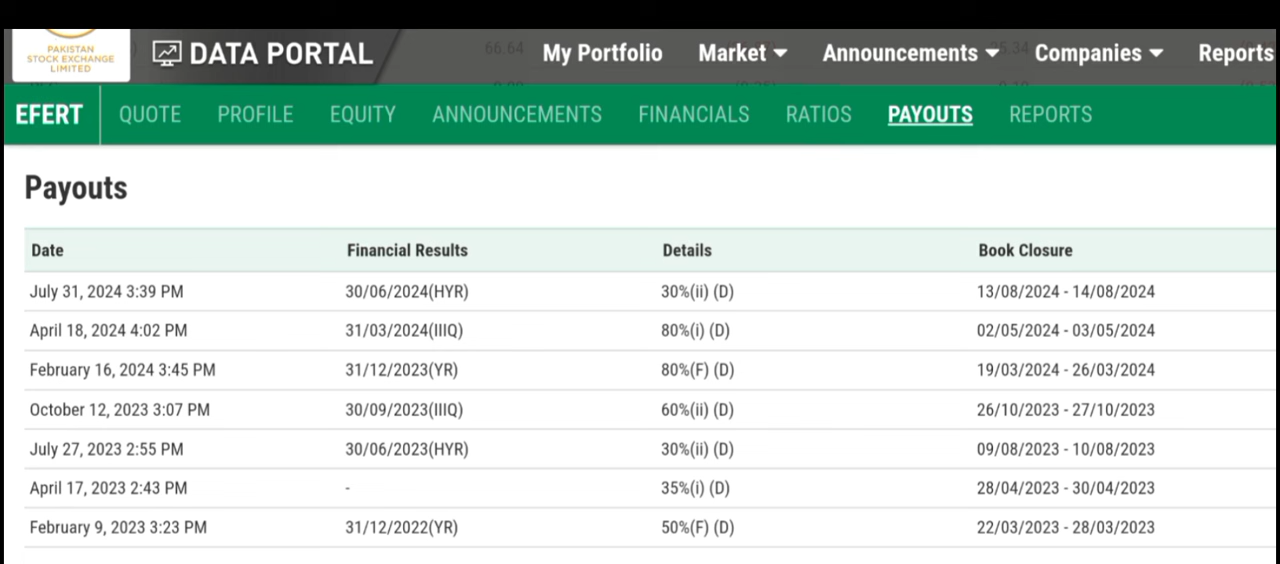 PAKISTAN
STOCK EXCHANGE
LIMITED
DATA PORTAL
66.64
My Portfolio
Market
Announcements
Companies
Reports
EFERT QUOTE PROFILE EQUITY ANNOUNCEMENTS FINANCIALS RATIOS PAYOUTS REPORTS
Payouts
Date Financial Results Details Book Closure
July 31, 2024 3:39 PM 30/06/2024(HYR) 30%(ii) (D) 13/08/2024 - 14/08/2024
April 18, 2024 4:02 PM 31/03/2024(IIIQ) 80%(i) (D) 02/05/2024 - 03/05/2024
February 16, 2024 3:45 PM 31/12/2023(YR) 80%(F) (D) 19/03/2024 - 26/03/2024
October 12, 2023 3:07 PM 30/09/2023(IIIQ) 60%(ii) (D) 26/10/2023 - 27/10/2023
July 27, 2023 2:55 PM 30/06/2023(HYR) 30%(ii) (D) 09/08/2023 - 10/08/2023
April 17, 2023 2:43 PM - 35%(i) (D) 28/04/2023 - 30/04/2023
February 9, 2023 3:23 PM 31/12/2022(YR) 50%(F) (D) 22/03/2023 - 28/03/2023